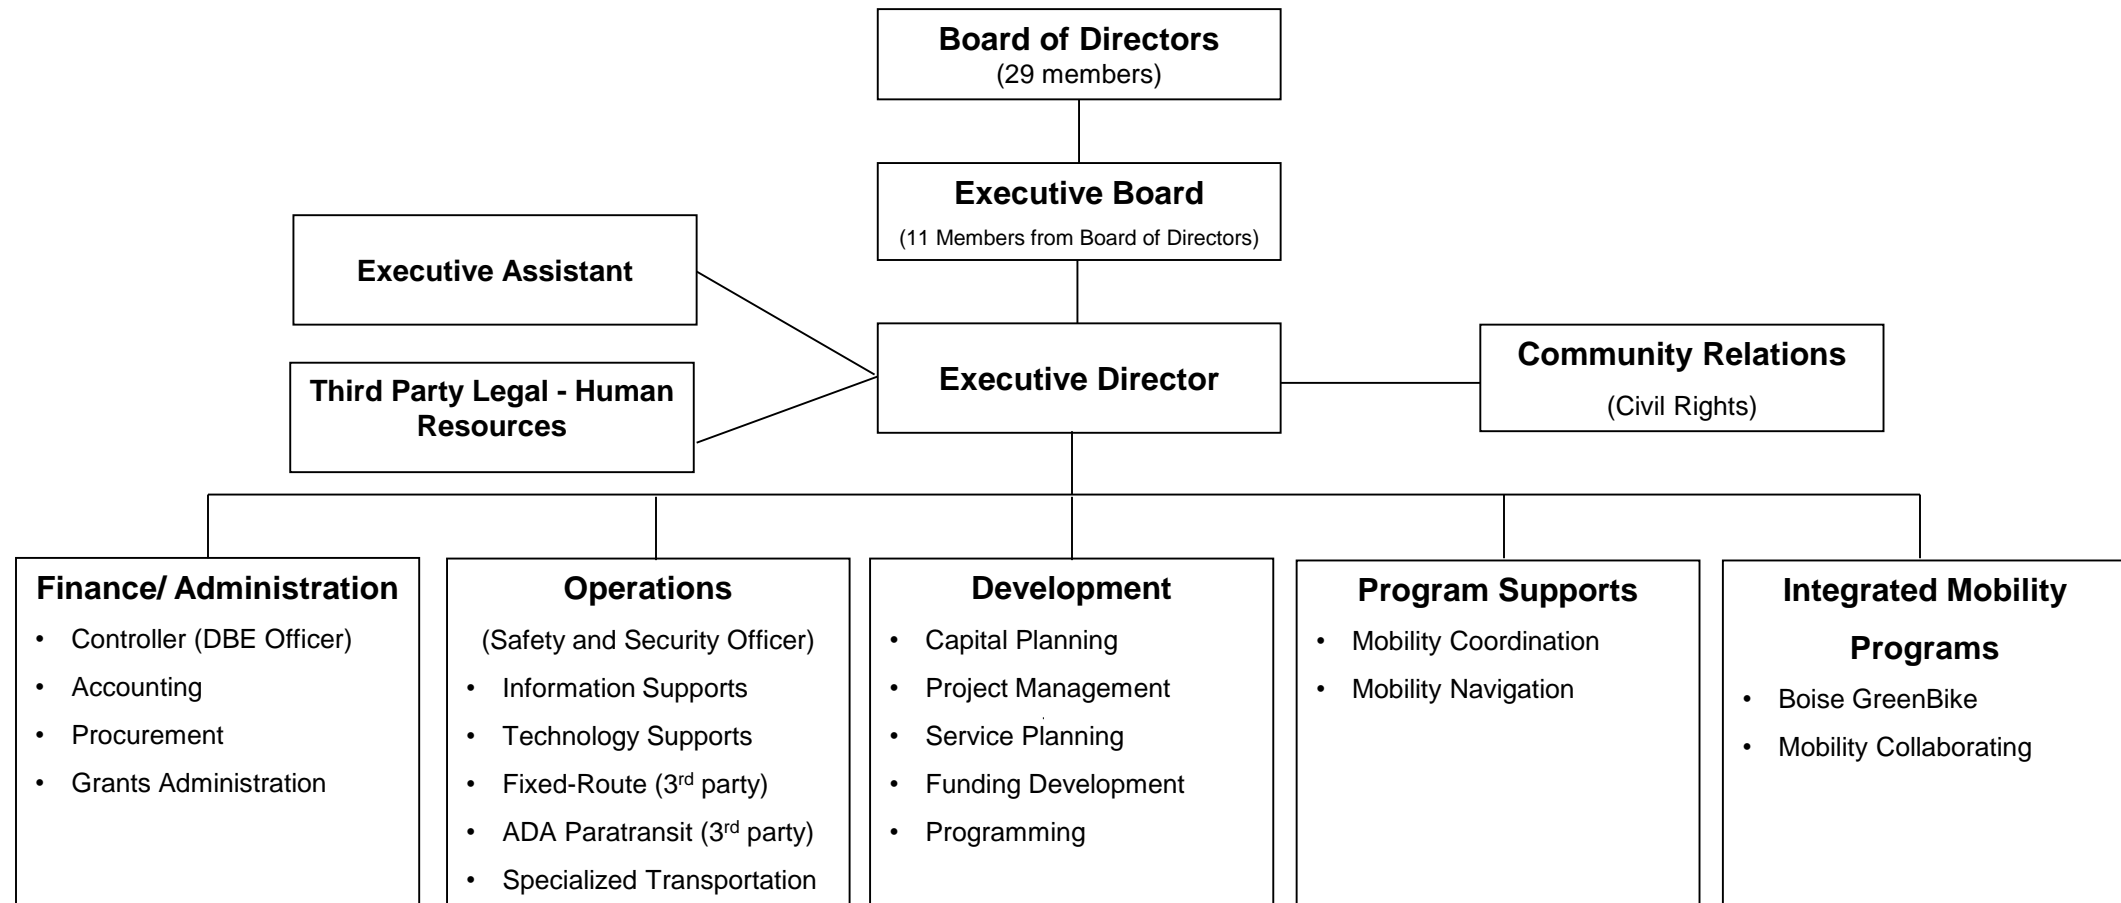 Board of Directors
(29 members)
Executive Board
(11 Members from Board of Directors)
Executive Assistant
Third Party Legal - Human
Resources
Executive Director
Community Relations
(Civil Rights)
Finance/ Administration
• Controller (DBE Officer)
• Accounting
• Procurement
• Grants Administration
Operations
(Safety and Security Officer)
• Information Supports
• Technology Supports
• Fixed-Route (3rd party)
• ADA Paratransit (3rd party)
• Specialized Transportation
Development
• Capital Planning
• Project Management
• Service Planning
• Funding Development
• Programming
Program Supports
• Mobility Coordination
• Mobility Navigation
Integrated Mobility
Programs
• Boise GreenBike
• Mobility Collaborating